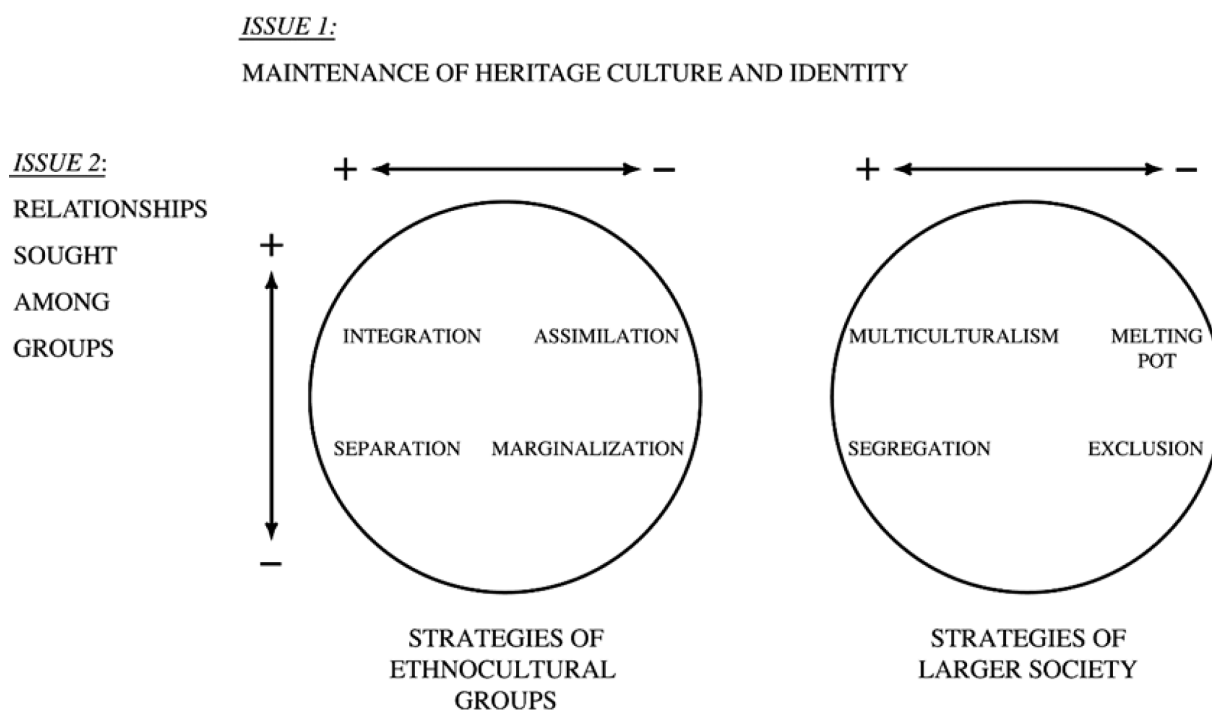 ISSUE 1:
MAINTENANCE OF HERITAGE CULTURE AND IDENTITY
ISSUE 2:
RELATIONSHIPS
SOUGHT
AMONG
GROUPS
+ −
+ −
+
−
INTEGRATION ASSIMILATION
SEPARATION MARGINALIZATION
STRATEGIES OF
ETHNOCULTURAL
GROUPS
MULTICULTURALISM MELTING
POT
SEGREGATION EXCLUSION
STRATEGIES OF
LARGER SOCIETY